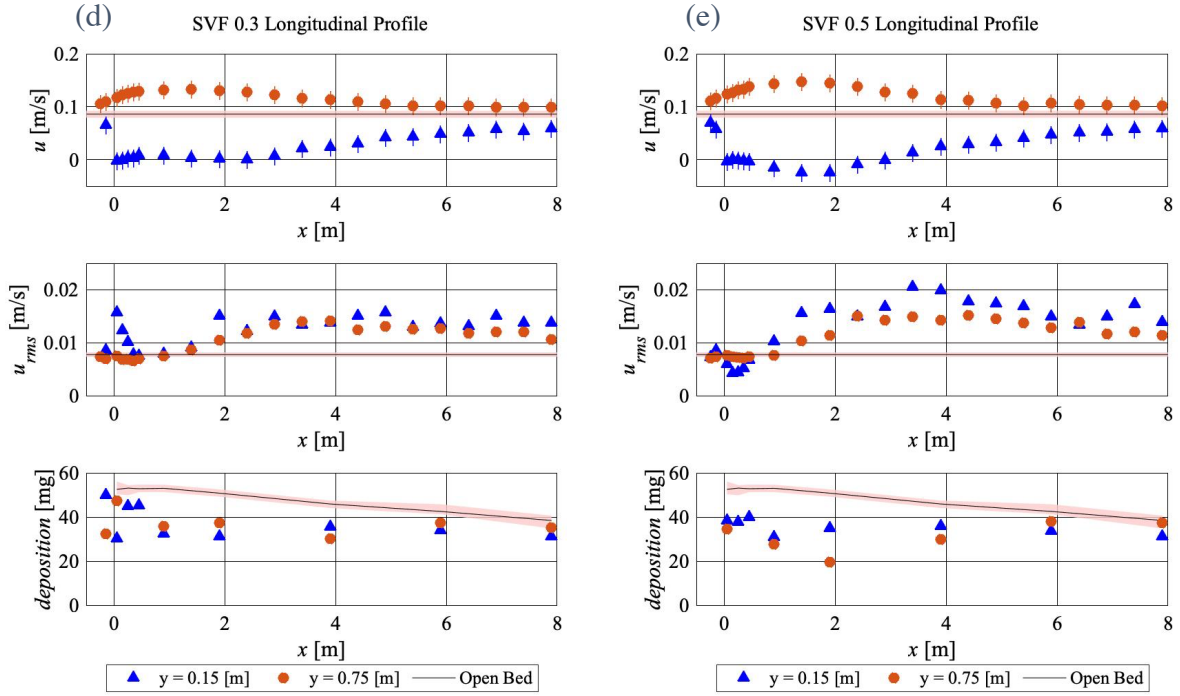 (d)
SVF 0.3 Longitudinal Profile
0.2
0.1
0
u [m/s]
0 2 4 6 8
x [m]
0.02
0.01
0
u_rms [m/s]
0 2 4 6 8
x [m]
60
40
20
0
deposition [mg]
0 2 4 6 8
x [m]
y = 0.15 [m] y = 0.75 [m] Open Bed
(e)
SVF 0.5 Longitudinal Profile
0.2
0.1
0
u [m/s]
0 2 4 6 8
x [m]
0.02
0.01
0
u_rms [m/s]
0 2 4 6 8
x [m]
60
40
20
0
deposition [mg]
0 2 4 6 8
x [m]
y = 0.15 [m] y = 0.75 [m] Open Bed